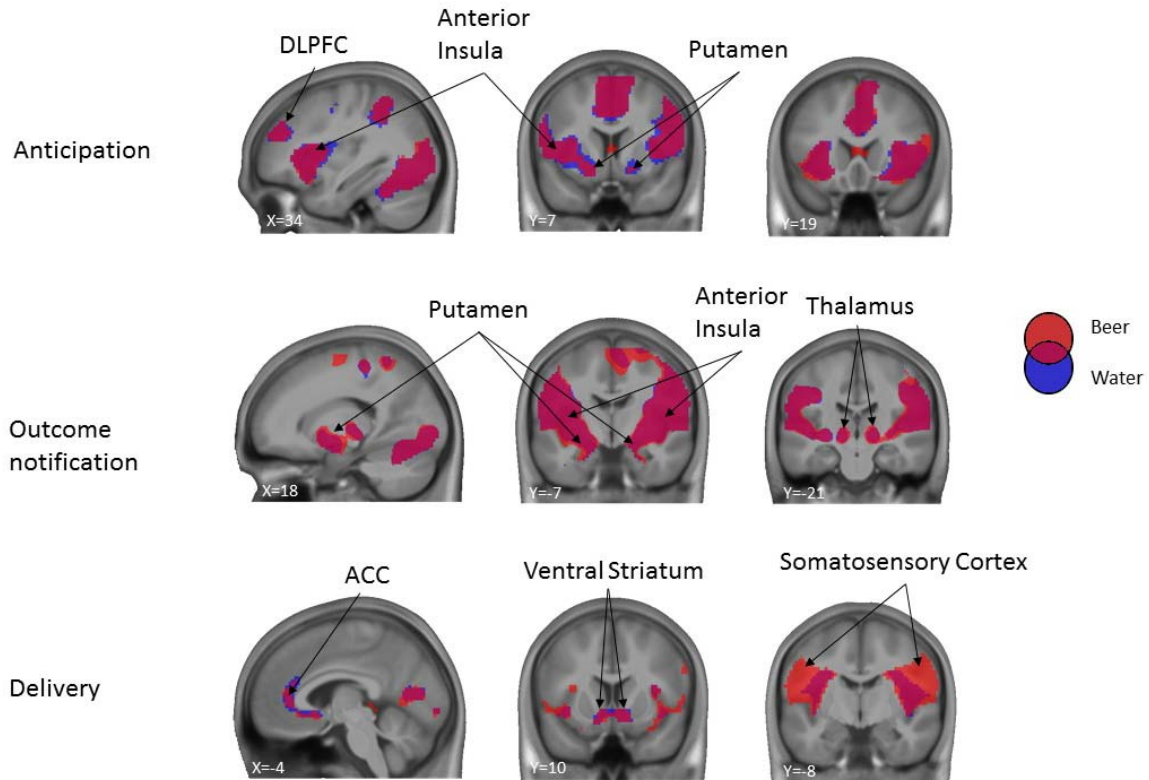 Anterior
Insula
DLPFC
Putamen
Anticipation
X=34
Y=7
Y=19
Putamen
Anterior
Insula
Thalamus
Beer
Water
Outcome
notification
X=18
Y=-7
Y=-21
ACC
Ventral Striatum
Somatosensory Cortex
Delivery
X=-4
Y=10
Y=-8